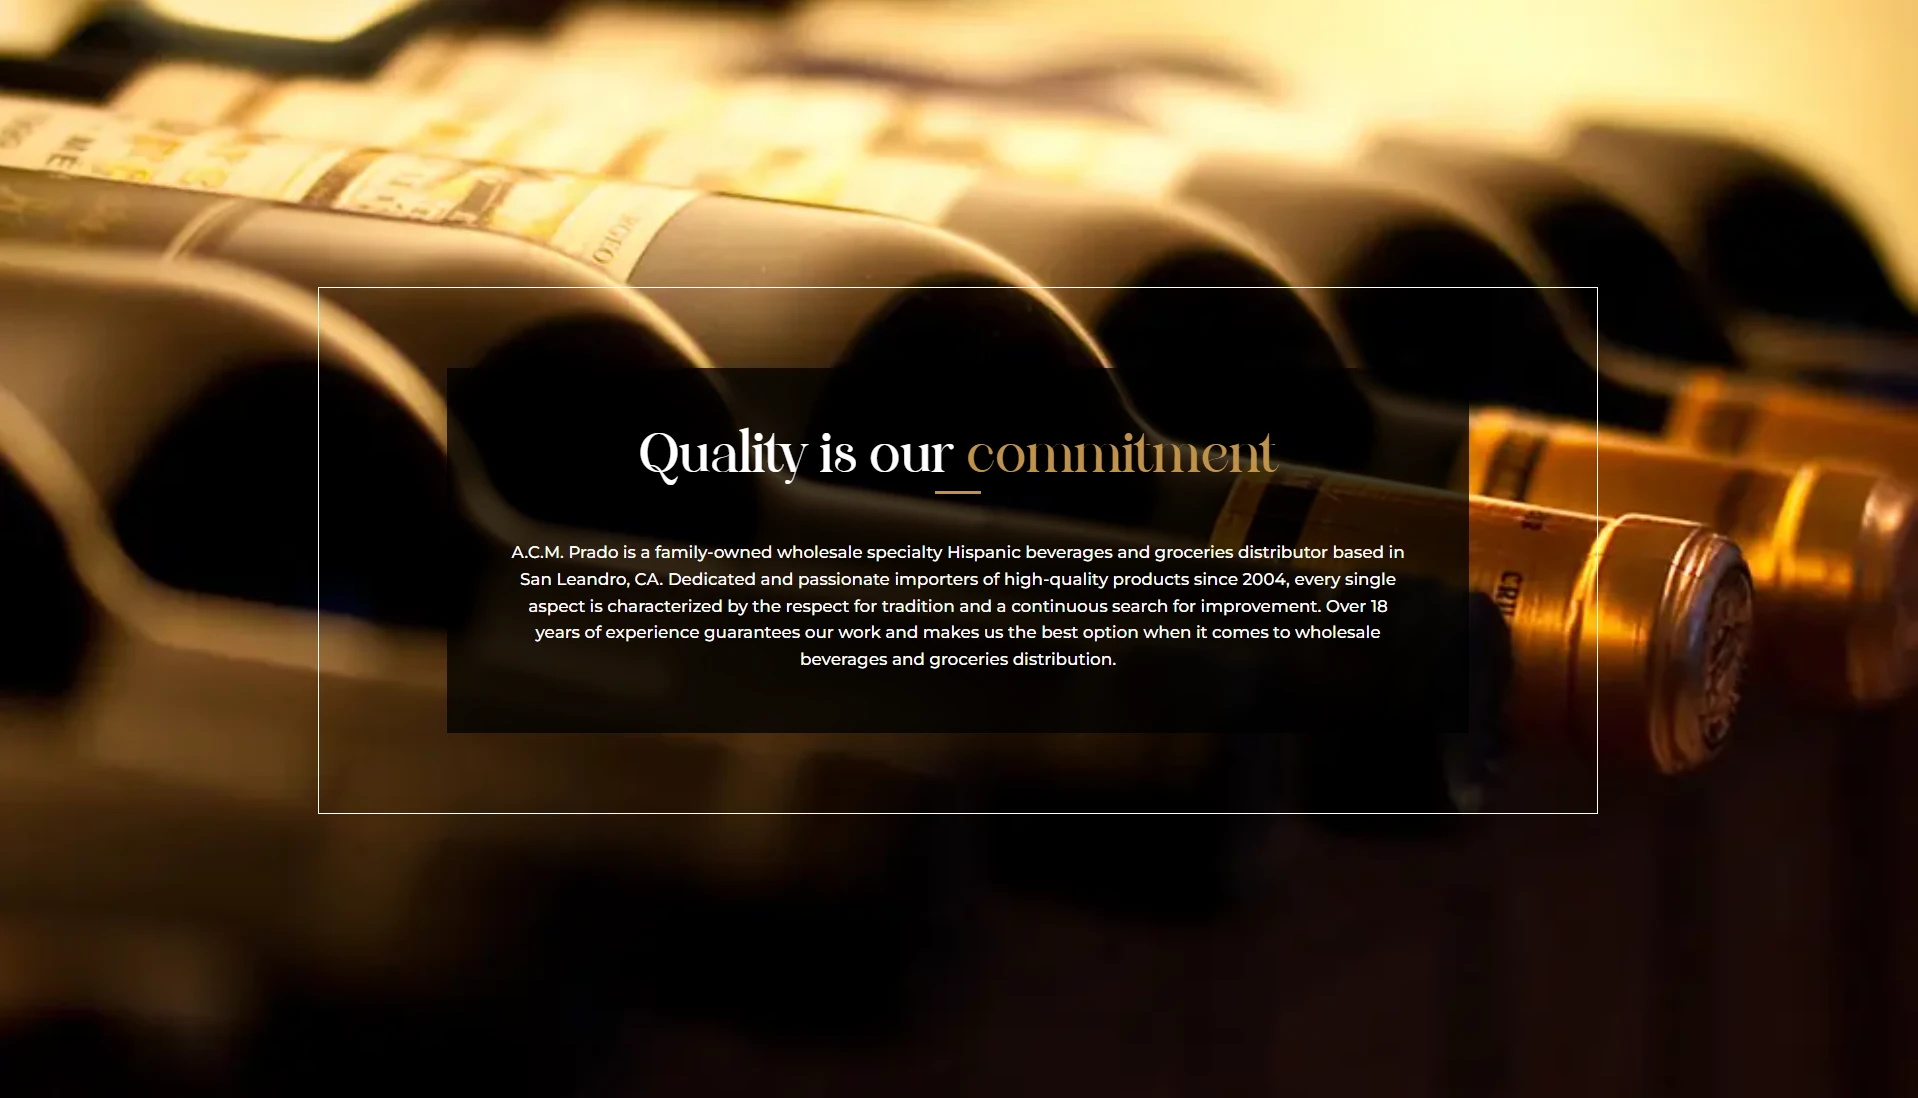 Quality is our commitment
A.C.M. Prado is a family-owned wholesale specialty Hispanic beverages and groceries distributor based in
San Leandro, CA. Dedicated and passionate importers of high-quality products since 2004, every single
aspect is characterized by the respect for tradition and a continuous search for improvement. Over 18
years of experience guarantees our work and makes us the best option when it comes to wholesale
beverages and groceries distribution.